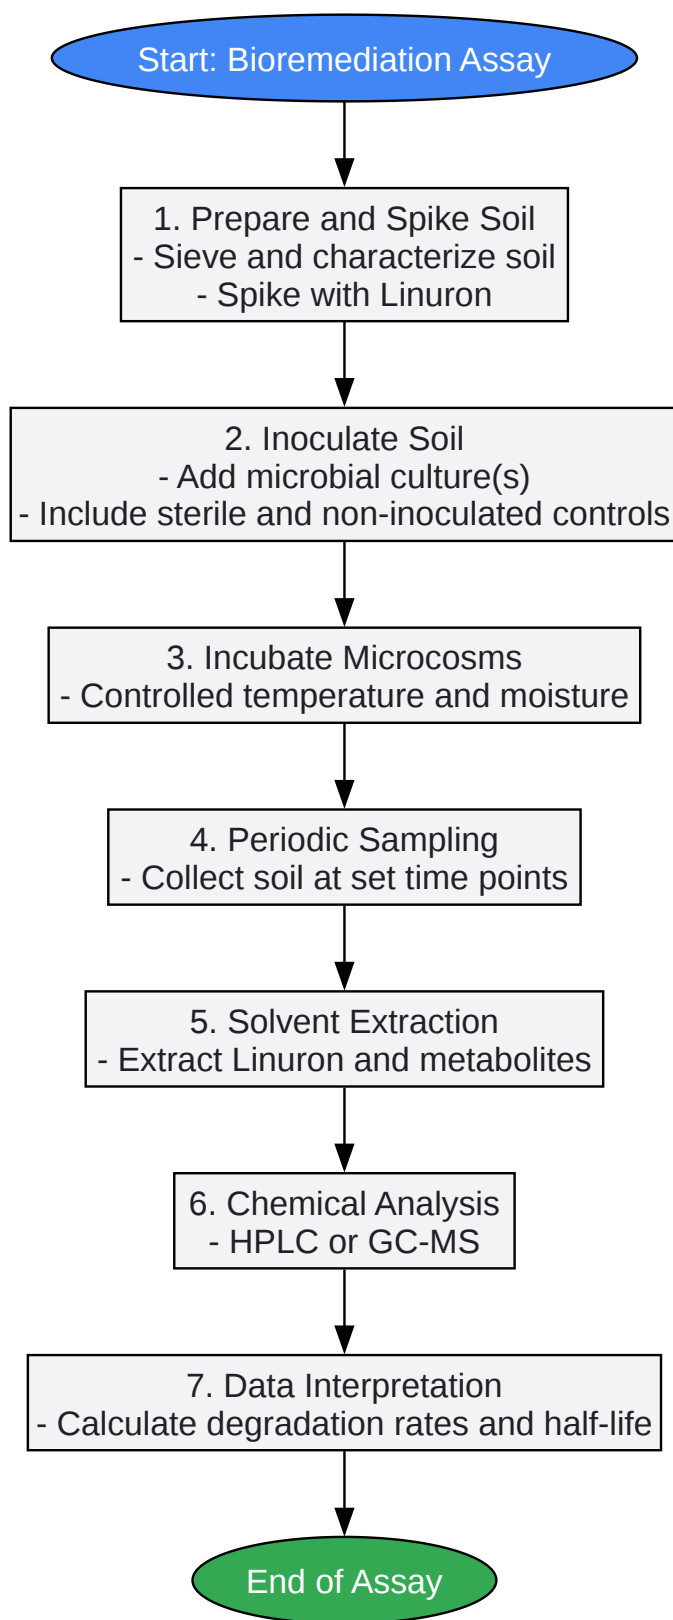 Start: Bioremediation Assay
1. Prepare and Spike Soil
- Sieve and characterize soil
- Spike with Linuron
2. Inoculate Soil
- Add microbial culture(s)
- Include sterile and non-inoculated controls
3. Incubate Microcosms
- Controlled temperature and moisture
4. Periodic Sampling
- Collect soil at set time points
5. Solvent Extraction
- Extract Linuron and metabolites
6. Chemical Analysis
- HPLC or GC-MS
7. Data Interpretation
- Calculate degradation rates and half-life
End of Assay